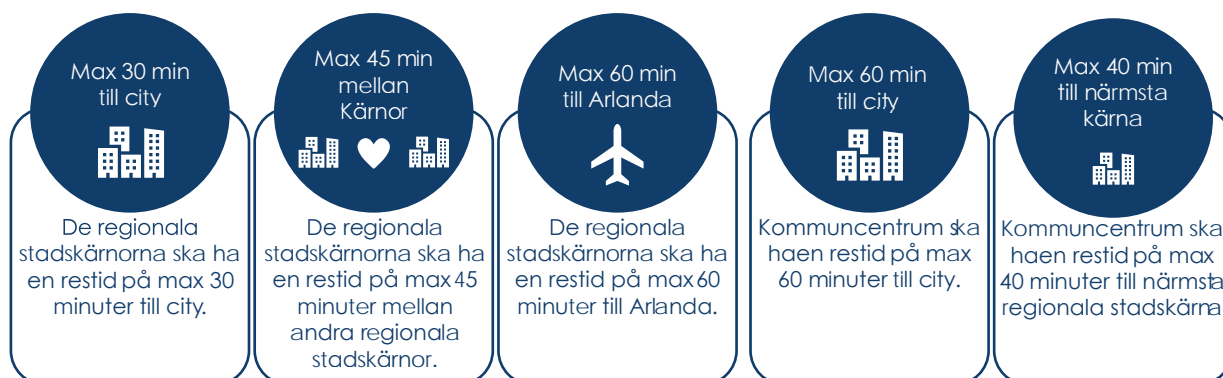 Max 30 min
till city
De regionala
stadskärnorna ska ha
en restid på max 30
minuter till city.
Max 45 min
mellan
Kärnor
De regionala
stadskärnorna ska ha
en restid på max 45
minuter mellan
andra regionala
stadskärnor.
Max 60 min
till Arlanda
De regionala
stadskärnorna ska ha
en restid på max 60
minuter till Arlanda.
Max 60 min
till city
Kommuncentrum ska
haen restid på max
60 minuter till city.
Max 40 min
till närmsta
kärna
Kommuncentrum ska
haen restid på max
40 minuter till närmsta
regionala stadskärna